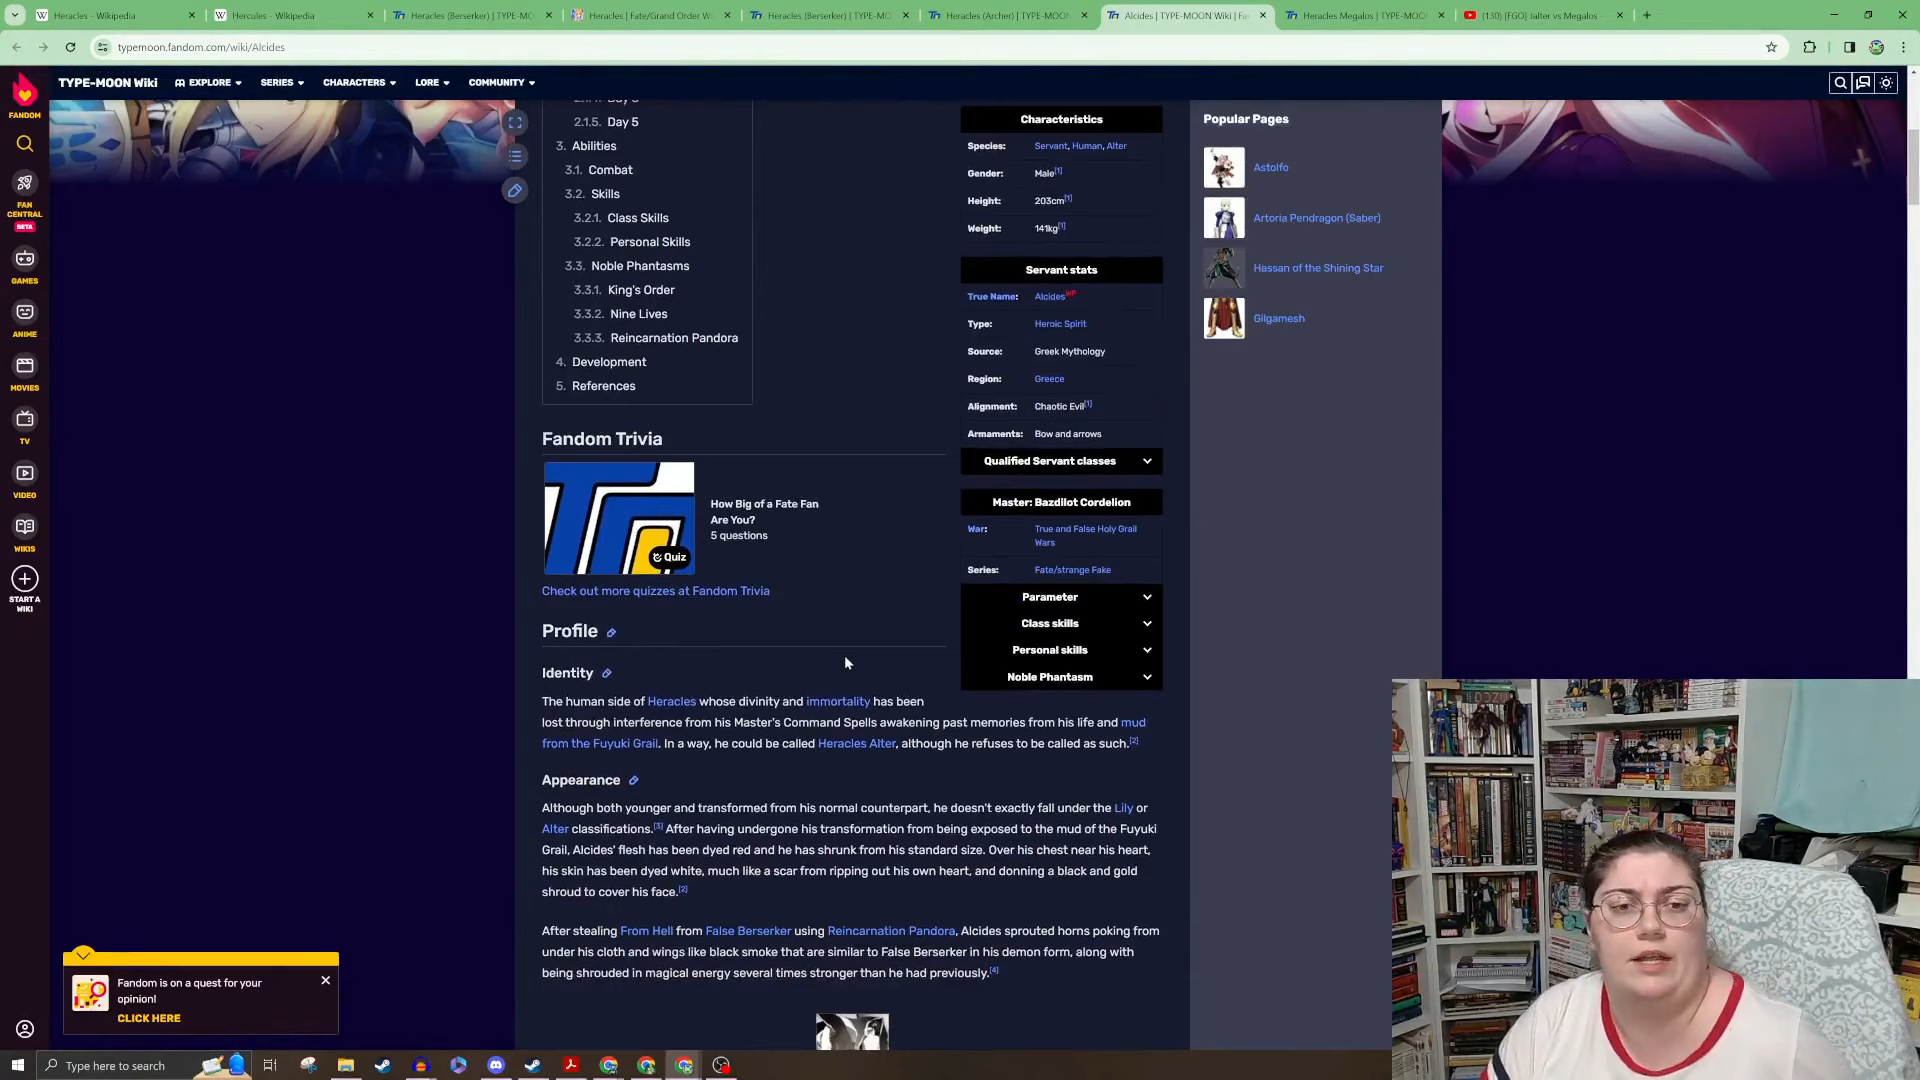 Heracles - Wikipedia
Hercules - Wikipedia
Heracles (Berserker) | TYPE-MO
Heracles | Fate/Grand Order W
Heracles (Berserker) | TYPE-MO
Heracles (Archer) | TYPE-MOON
Alcides | TYPE-MOON Wiki | Fan
Heracles Megalos | TYPE-MOO
(130) [FGO] Jalter vs Megalos -
typemoon.fandom.com/wiki/Alcides
TYPE-MOON Wiki
EXPLORE
SERIES
CHARACTERS
LORE
COMMUNITY
FANDOM
FAN CENTRAL
BETA
GAMES
ANIME
MOVIES
TV
VIDEO
WIKIS
START A WIKI
2.1.5. Day 5
3. Abilities
3.1. Combat
3.2. Skills
3.2.1. Class Skills
3.2.2. Personal Skills
3.3. Noble Phantasms
3.3.1. King's Order
3.3.2. Nine Lives
3.3.3. Reincarnation Pandora
4. Development
5. References
Characteristics
Species: Servant, Human, Alter
Gender: Male[1]
Height: 203cm[1]
Weight: 141kg[1]
Servant stats
True Name: AlcidesWP
Type: Heroic Spirit
Source: Greek Mythology
Region: Greece
Alignment: Chaotic Evil[1]
Armaments: Bow and arrows
Qualified Servant classes
Master: Bazdilot Cordelion
War: True and False Holy Grail
Wars
Series: Fate/strange Fake
Parameter
Class skills
Personal skills
Noble Phantasm
Popular Pages
Astolfo
Artoria Pendragon (Saber)
Hassan of the Shining Star
Gilgamesh
Fandom Trivia
How Big of a Fate Fan
Are You?
5 questions
Quiz
Check out more quizzes at Fandom Trivia
Profile
Identity
The human side of Heracles whose divinity and immortality has been
lost through interference from his Master's Command Spells awakening past memories from his life and mud
from the Fuyuki Grail. In a way, he could be called Heracles Alter, although he refuses to be called as such.[2]
Appearance
Although both younger and transformed from his normal counterpart, he doesn't exactly fall under the Lily or
Alter classifications.[3] After having undergone his transformation from being exposed to the mud of the Fuyuki
Grail, Alcides' flesh has been dyed red and he has shrunk from his standard size. Over his chest near his heart,
his skin has been dyed white, much like a scar from ripping out his own heart, and donning a black and gold
shroud to cover his face.[2]
After stealing From Hell from False Berserker using Reincarnation Pandora, Alcides sprouted horns poking from
under his cloth and wings like black smoke that are similar to False Berserker in his demon form, along with
being shrouded in magical energy several times stronger than he had previously.[4]
Fandom is on a quest for your
opinion!
CLICK HERE
Type here to search